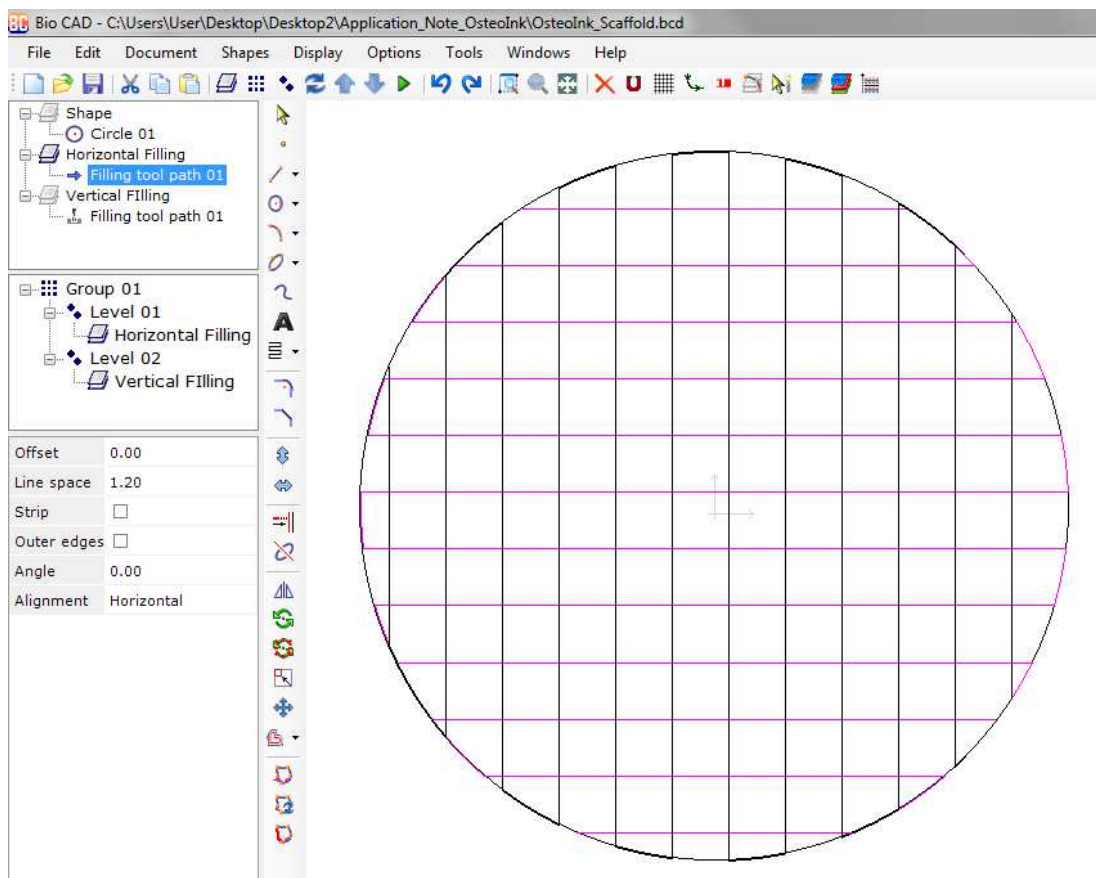 BC Bio CAD - C:\Users\User\Desktop\Desktop2\Application_Note_OsteoInk\OsteoInk_Scaffold.bcd
File Edit Document Shapes Display Options Tools Windows Help
Shape
Circle 01
Horizontal Filling
Filling tool path 01
Vertical FIlling
Filling tool path 01
Group 01
Level 01
Horizontal Filling
Level 02
Vertical FIlling
Offset 0.00
Line space 1.20
Strip
Outer edges
Angle 0.00
Alignment Horizontal
A